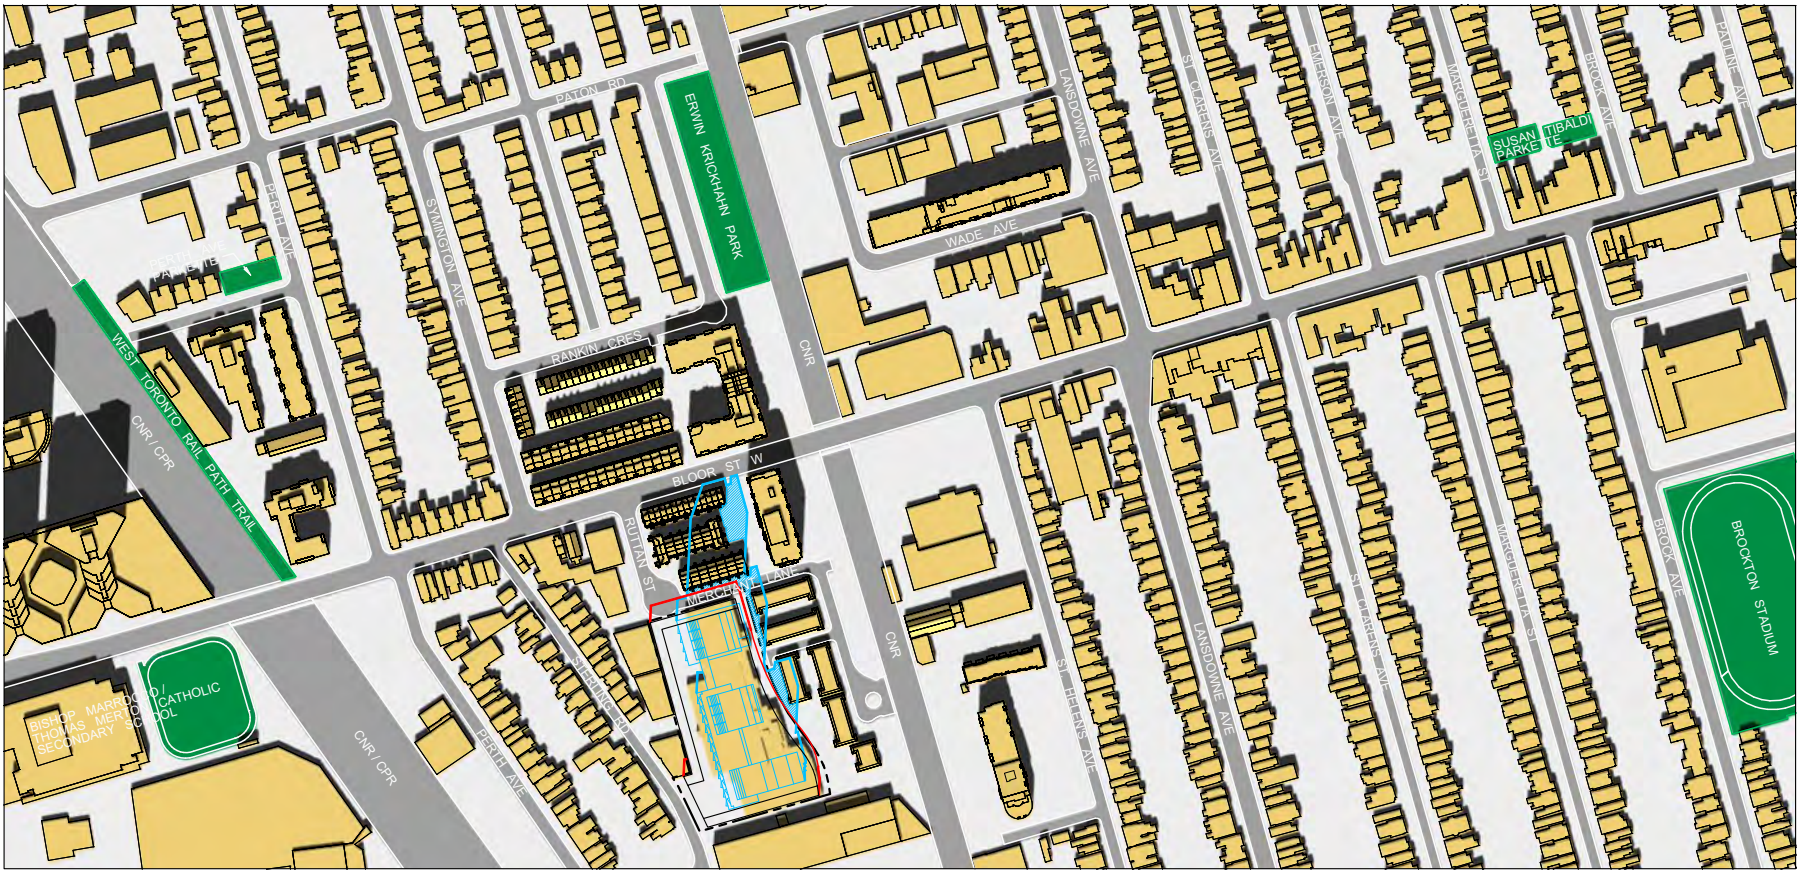 PATON RD
ERWIN KRICKHAHN PARK
LANSDOWNE AVE
ST CLARENS AVE
EMERSON AVE
MARGUERETTA ST
BROCK AVE
PAULINE AVE
SUSAN TIBALDI
PARKETTE
PERTH AVE
SYMINGTON AVE
WADE AVE
PERTH AVE
PARKETTE
WEST TORONTO RAIL PATH TRAIL
CNR / CPR
RANKIN CRES
CNR
BLOOR ST W
RUTTAN ST
MERCHANT LANE
BROCKTON STADIUM
BROCK AVE
MARGUERETTA ST
ST CLARENS AVE
LANSDOWNE AVE
ST HELENS AVE
CNR
STERLING RD
PERTH AVE
CNR / CPR
BISHOP MARROCCO /
THOMAS MERTON CATHOLIC
SECONDARY SCHOOL